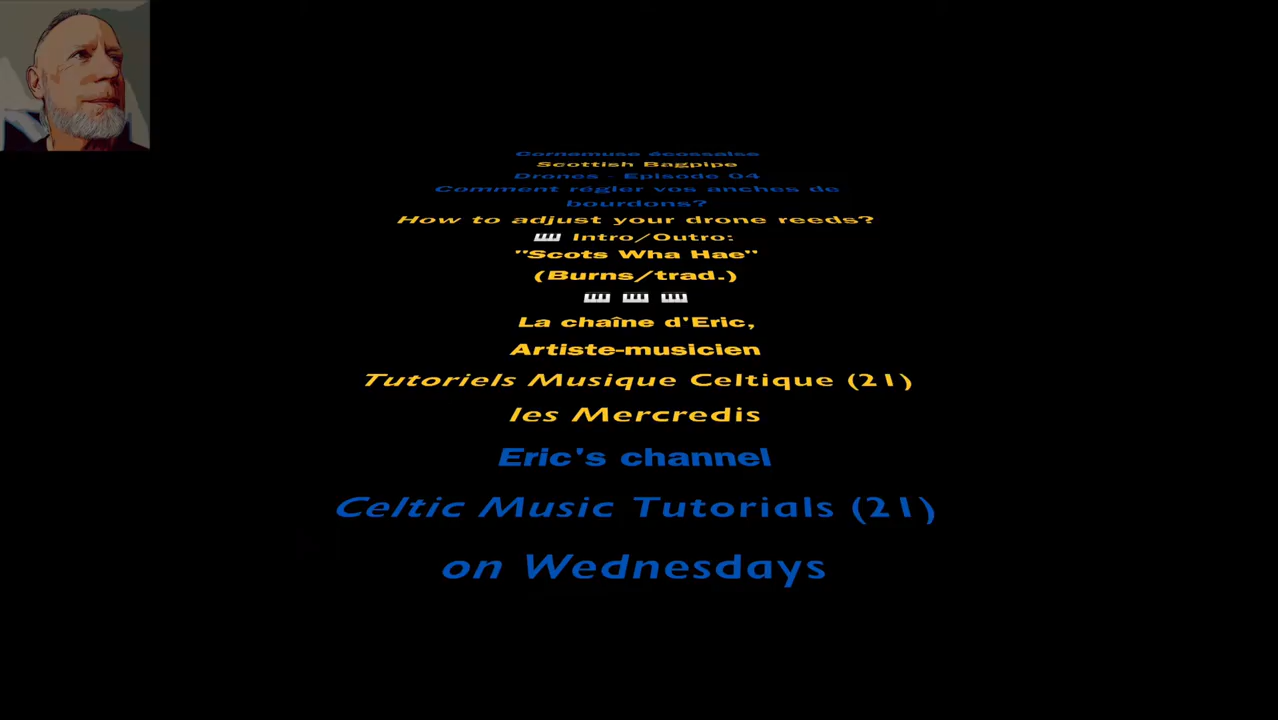 Cornemuse écossaise
Scottish Bagpipe
Drones - Episode 04
Comment régler vos anches de
bourdons?
How to adjust your drone reeds?
🎹 Intro/Outro:
"Scots Wha Hae"
(Burns/trad.)
🎹 🎹 🎹
La chaîne d'Eric,
Artiste-musicien
Tutoriels Musique Celtique (21)
les Mercredis
Eric's channel
Celtic Music Tutorials (21)
on Wednesdays